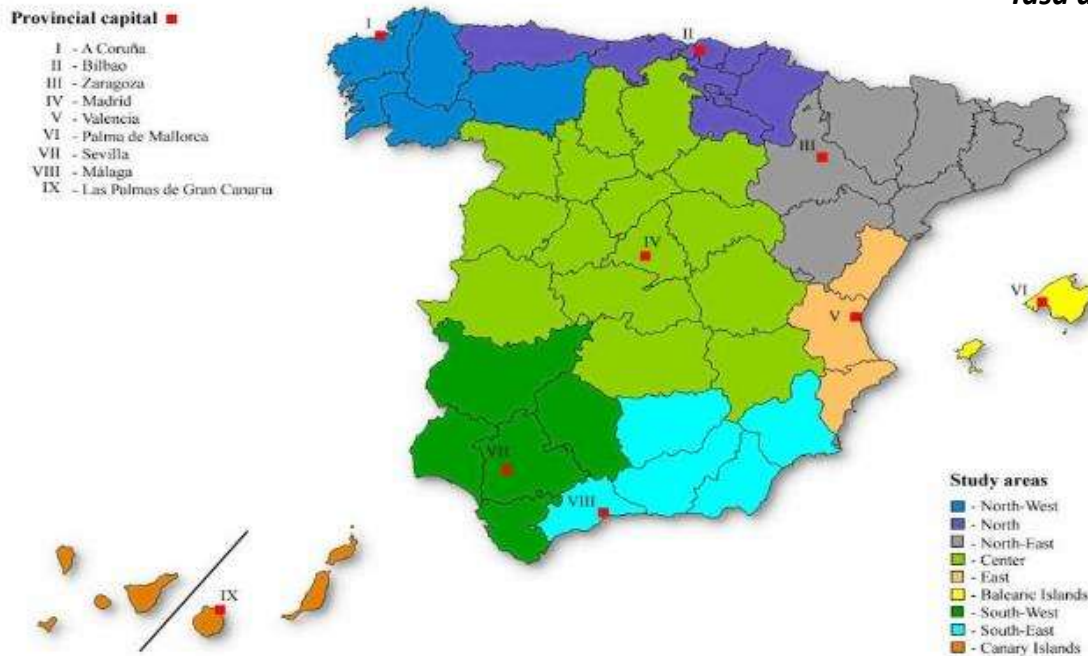 Provincial capital
I - A Coruña
II - Bilbao
III - Zaragoza
IV - Madrid
V - Valencia
VI - Palma de Mallorca
VII - Sevilla
VIII - Málaga
IX - Las Palmas de Gran Canaria
I
II
III
IV
V
VI
VII
VIII
IX
Study areas
- North-West
- North
- North-East
- Center
- East
- Balearic Islands
- South-West
- South-East
- Canary Islands